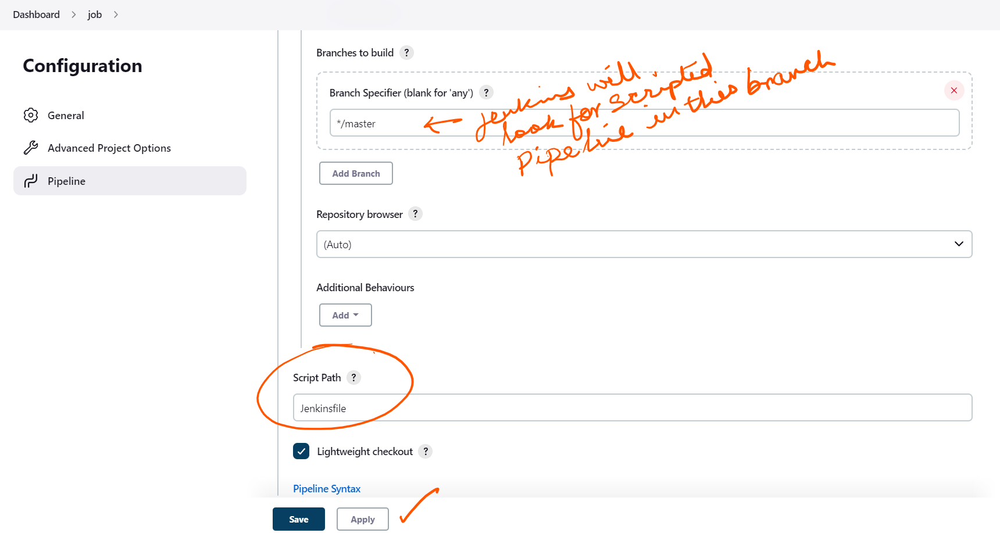 Dashboard > job >
Configuration
General
Advanced Project Options
Pipeline
Branches to build ?
Branch Specifier (blank for 'any') ?
*/master
Jenkins will
look for scripted
pipeline in this branch
Add Branch
Repository browser ?
(Auto)
Additional Behaviours
Add
Script Path ?
Jenkinsfile
Lightweight checkout ?
Pipeline Syntax
Save
Apply